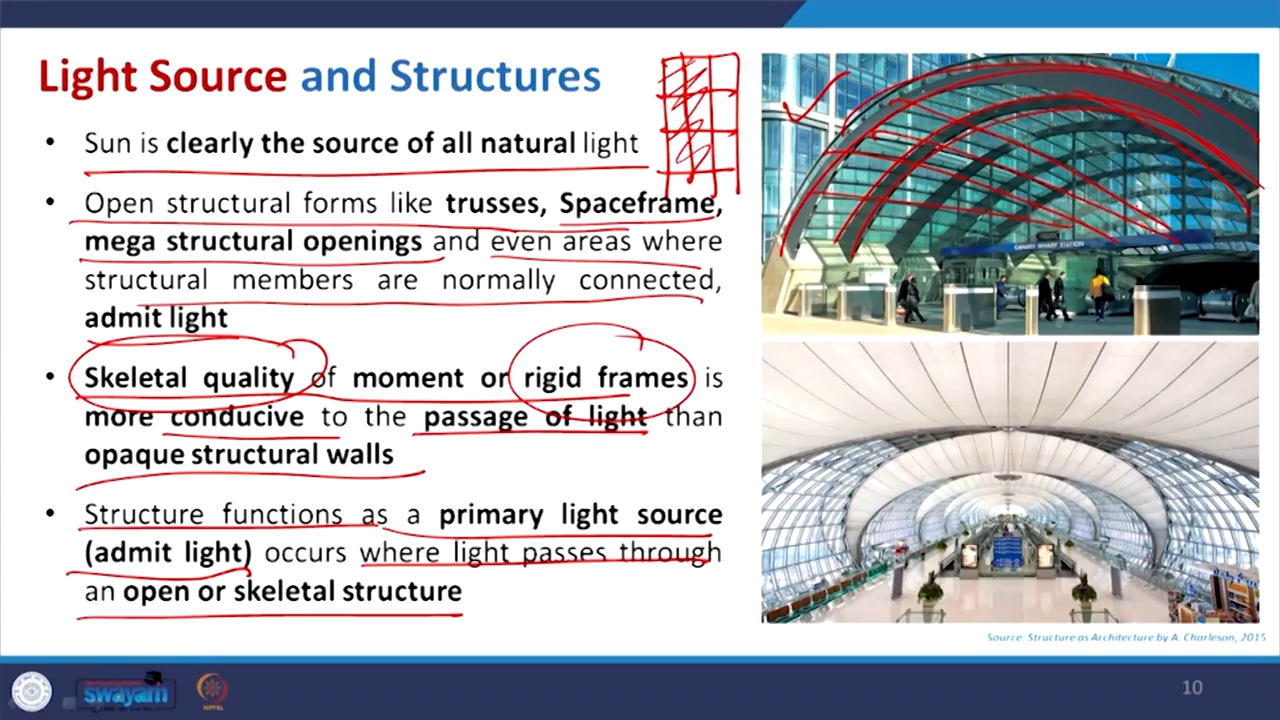 Light Source and Structures
• Sun is clearly the source of all natural light
• Open structural forms like trusses, Spaceframe,
mega structural openings and even areas where
structural members are normally connected,
admit light
• Skeletal quality of moment or rigid frames is
more conducive to the passage of light than
opaque structural walls
• Structure functions as a primary light source
(admit light) occurs where light passes through
an open or skeletal structure
CANARY WHARF STATION
Source: Structure as Architecture by A. Charleson, 2015
swayam
NPTEL
10